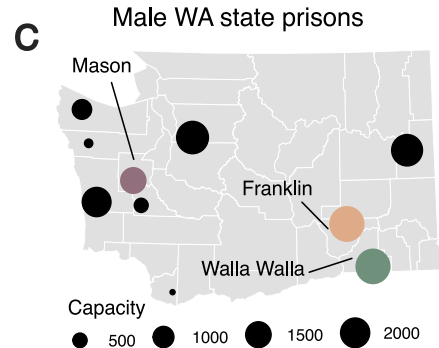 Male WA state prisons
C
Mason
Franklin
Walla Walla
Capacity
500 1000 1500 2000